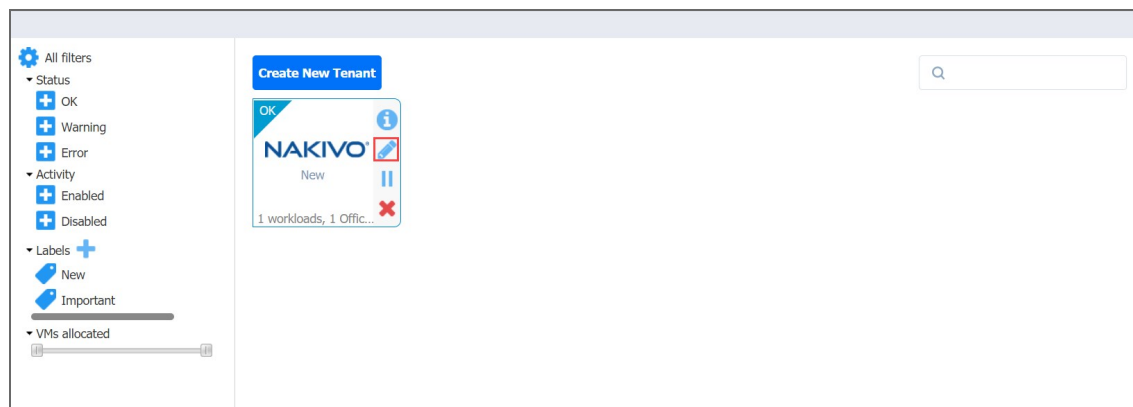 All filters
Status
OK
Warning
Error
Activity
Enabled
Disabled
Labels
New
Important
VMs allocated
Create New Tenant
OK
NAKIVO®
New
1 workloads, 1 Offic...